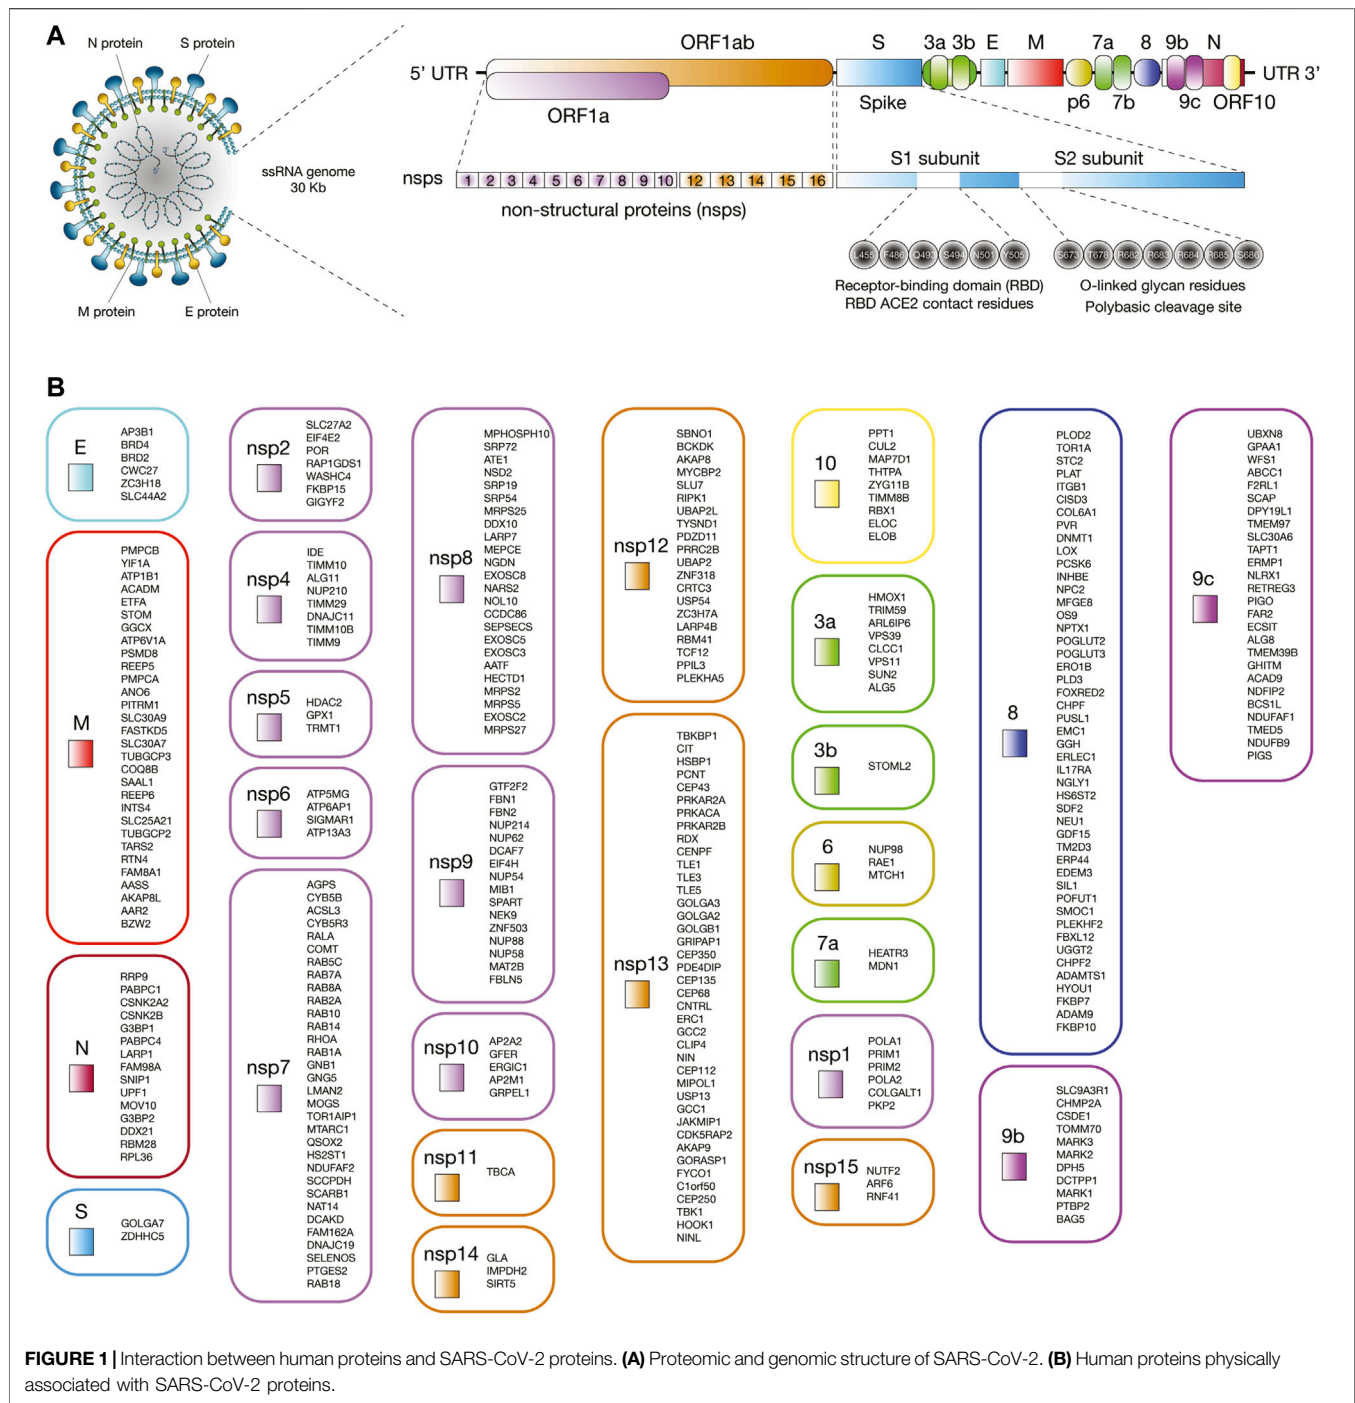 A
N protein
S protein
M protein
E protein
3'
5'
ssRNA genome
30 Kb
5' UTR
ORF1ab
ORF1a
S
Spike
3a
3b
E
M
p6
7a
7b
8
9b
9c
N
ORF10
UTR 3'
nsps
1 2 3 4 5 6 7 8 9 10 12 13 14 15 16
non-structural proteins (nsps)
S1 subunit
S2 subunit
L455 F486 Q493 S494 N501 Y505
S673 T678 R682 R683 R684 R685 S686
Receptor-binding domain (RBD)
RBD ACE2 contact residues
O-linked glycan residues
Polybasic cleavage site
B
E
AP3B1
BRD4
BRD2
CWC27
ZC3H18
SLC44A2
M
PMPCB
YIF1A
ATP1B1
ACADM
ETFA
STOM
GGCX
ATP6V1A
PSMD8
REEP5
PMPCA
ANO6
PITRM1
SLC30A9
FASTKD5
SLC30A7
TUBGCP3
COQ8B
SAAL1
REEP6
INTS4
SLC25A21
TUBGCP2
TARS2
RTN4
FAM8A1
AASS
AKAP8L
AAR2
BZW2
N
RRP9
PABPC1
CSNK2A2
CSNK2B
G3BP1
PABPC4
LARP1
FAM98A
SNIP1
UPF1
MOV10
G3BP2
DDX21
RBM28
RPL36
S
GOLGA7
ZDHHC5
nsp2
SLC27A2
EIF4E2
POR
RAP1GDS1
WASHC4
FKBP15
GIGYF2
nsp4
IDE
TIMM10
ALG11
NUP210
TIMM29
DNAJC11
TIMM10B
TIMM9
nsp5
HDAC2
GPX1
TRMT1
nsp6
ATP5MG
ATP6AP1
SIGMAR1
ATP13A3
nsp7
AGPS
CYB5B
ACSL3
CYB5R3
RALA
COMT
RAB5C
RAB7A
RAB8A
RAB2A
RAB10
RAB14
RHOA
RAB1A
GNB1
GNG5
LMAN2
MOGS
TOR1AIP1
MTARC1
QSOX2
HS2ST1
NDUFAF2
SCCPDH
SCARB1
NAT14
DCAKD
FAM162A
DNAJC19
SELENOS
PTGES2
RAB18
nsp8
MPHOSPH10
SRP72
ATE1
NSD2
SRP19
SRP54
MRPS25
DDX10
LARP7
MEPCE
NGDN
EXOSC8
NARS2
NOL10
CCDC86
SEPSECS
EXOSC5
EXOSC3
AATF
HECTD1
MRPS2
MRPS5
EXOSC2
MRPS27
nsp9
GTF2F2
FBN1
FBN2
NUP214
NUP62
DCAF7
EIF4H
NUP54
MIB1
SPART
NEK9
ZNF503
NUP88
NUP58
MAT2B
FBLN5
nsp10
AP2A2
GFER
ERGIC1
AP2M1
GRPEL1
nsp11
TBCA
nsp14
GLA
IMPDH2
SIRT5
nsp12
SBNO1
BCKDK
AKAP8
MYCBP2
SLU7
RIPK1
UBAP2L
TYSND1
PDZD11
PRRC2B
UBAP2
ZNF318
CRTC3
USP54
ZC3H7A
LARP4B
RBM41
TCF12
PPIL3
PLEKHA5
nsp13
TBKBP1
CIT
HSBP1
PCNT
CEP43
PRKAR2A
PRKACA
PRKAR2B
RDX
CENPF
TLE1
TLE3
TLE5
GOLGA3
GOLGA2
GOLGB1
GRIPAP1
CEP350
PDE4DIP
CEP135
CEP68
CNTRL
ERC1
GCC2
CLIP4
NIN
CEP112
MIPOL1
USP13
GCC1
JAKMIP1
CDK5RAP2
AKAP9
GORASP1
FYCO1
C1orf50
CEP250
TBK1
HOOK1
NINL
10
PPT1
CUL2
MAP7D1
THTPA
ZYG11B
TIMM8B
RBX1
ELOC
ELOB
3a
HMOX1
TRIM59
ARL6IP6
VPS39
CLCC1
VPS11
SUN2
ALG5
3b
STOML2
6
NUP98
RAE1
MTCH1
7a
HEATR3
MDN1
nsp1
POLA1
PRIM1
PRIM2
POLA2
COLGALT1
PKP2
nsp15
NUTF2
ARF6
RNF41
8
PLOD2
TOR1A
STC2
PLAT
ITGB1
CISD3
COL6A1
PVR
DNMT1
LOX
PCSK6
INHBE
NPC2
MFGE8
OS9
NPTX1
POGLUT2
POGLUT3
ERO1B
PLD3
FOXRED2
CHPF
PUSL1
EMC1
GGH
ERLEC1
IL17RA
NGLY1
HS6ST2
SDF2
NEU1
GDF15
TM2D3
ERP44
EDEM3
SIL1
POFUT1
SMOC1
PLEKHF2
FBXL12
UGGT2
CHPF2
ADAMTS1
HYOU1
FKBP7
ADAM9
FKBP10
9b
SLC9A3R1
CHMP2A
CSDE1
TOMM70
MARK3
MARK2
DPH5
DCTPP1
MARK1
PTBP2
BAG5
9c
UBXN8
GPAA1
WFS1
ABCC1
F2RL1
SCAP
DPY19L1
TMEM97
SLC30A6
TAPT1
ERMP1
NLRX1
RETREG3
PIGO
FAR2
ECSIT
ALG8
TMEM39B
GHITM
ACAD9
NDFIP2
BCS1L
NDUFAF1
TMED5
NDUFB9
PIGS
FIGURE 1 | Interaction between human proteins and SARS-CoV-2 proteins. (A) Proteomic and genomic structure of SARS-CoV-2. (B) Human proteins physically
associated with SARS-CoV-2 proteins.